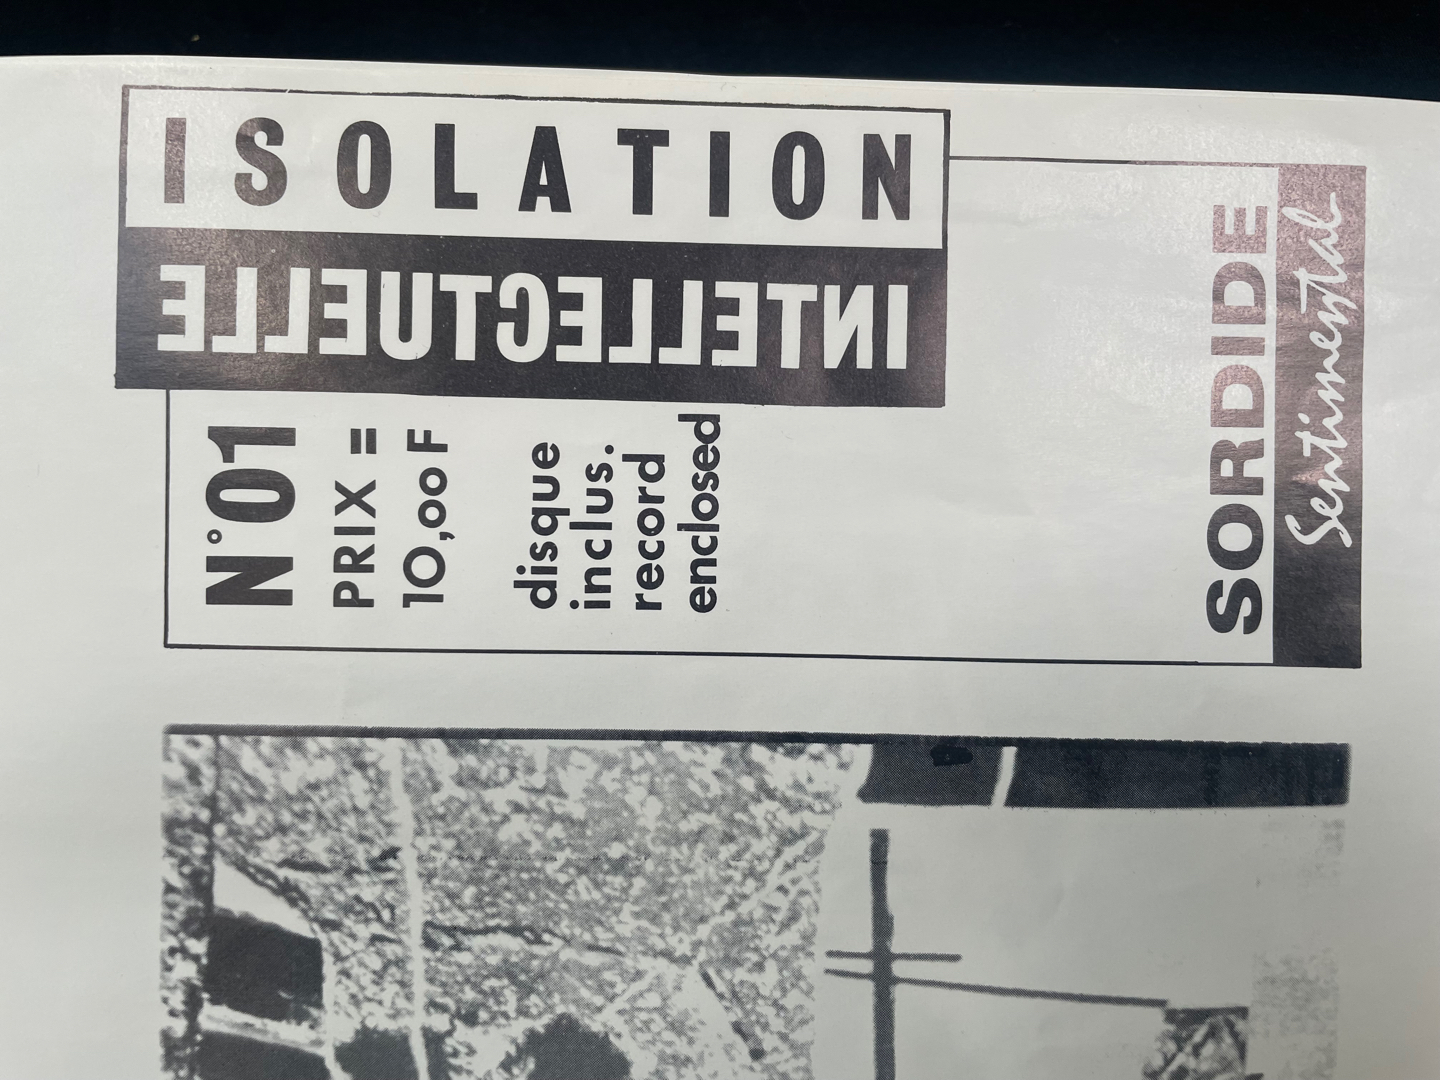 ISOLATION
INTELLECTUELLE
N°01
PRIX =
10,00 F
disque
inclus.
record
enclosed
SORDIDE
Sentimental